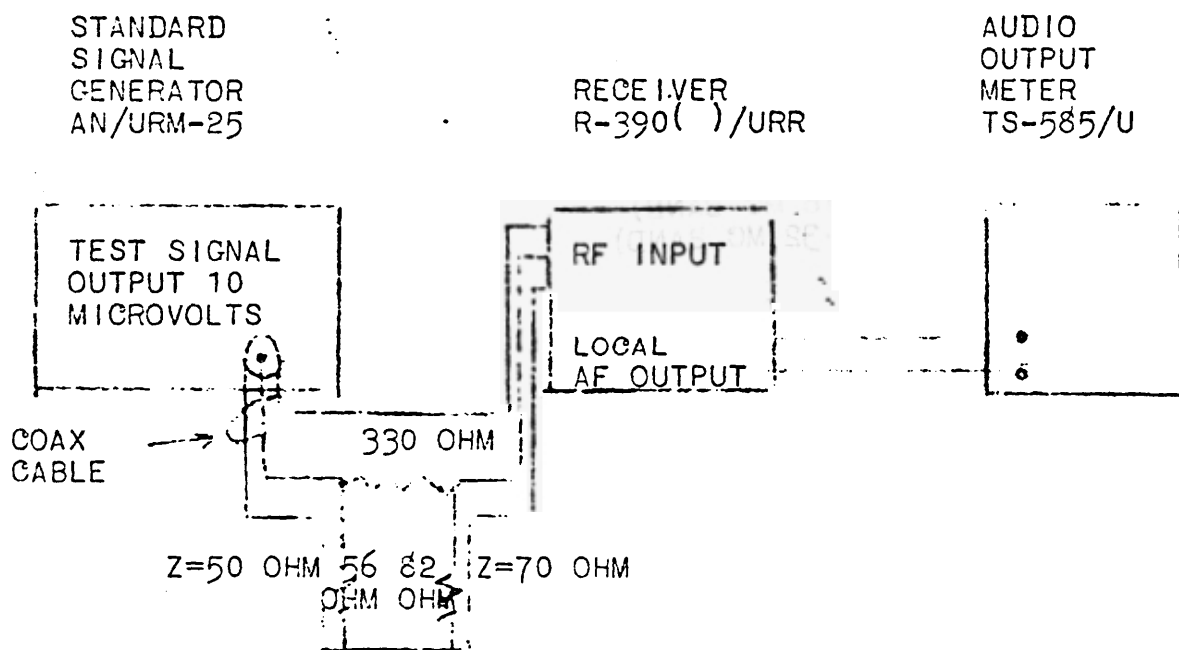 STANDARD
SIGNAL
GENERATOR
AN/URM-25
RECEIVER
R-390( )/URR
AUDIO
OUTPUT
METER
TS-585/U
TEST SIGNAL
OUTPUT 10
MICROVOLTS
RF INPUT
LOCAL
AF OUTPUT
COAX
CABLE
330 OHM
Z=50 OHM 56 82 Z=70 OHM
OHM OHM